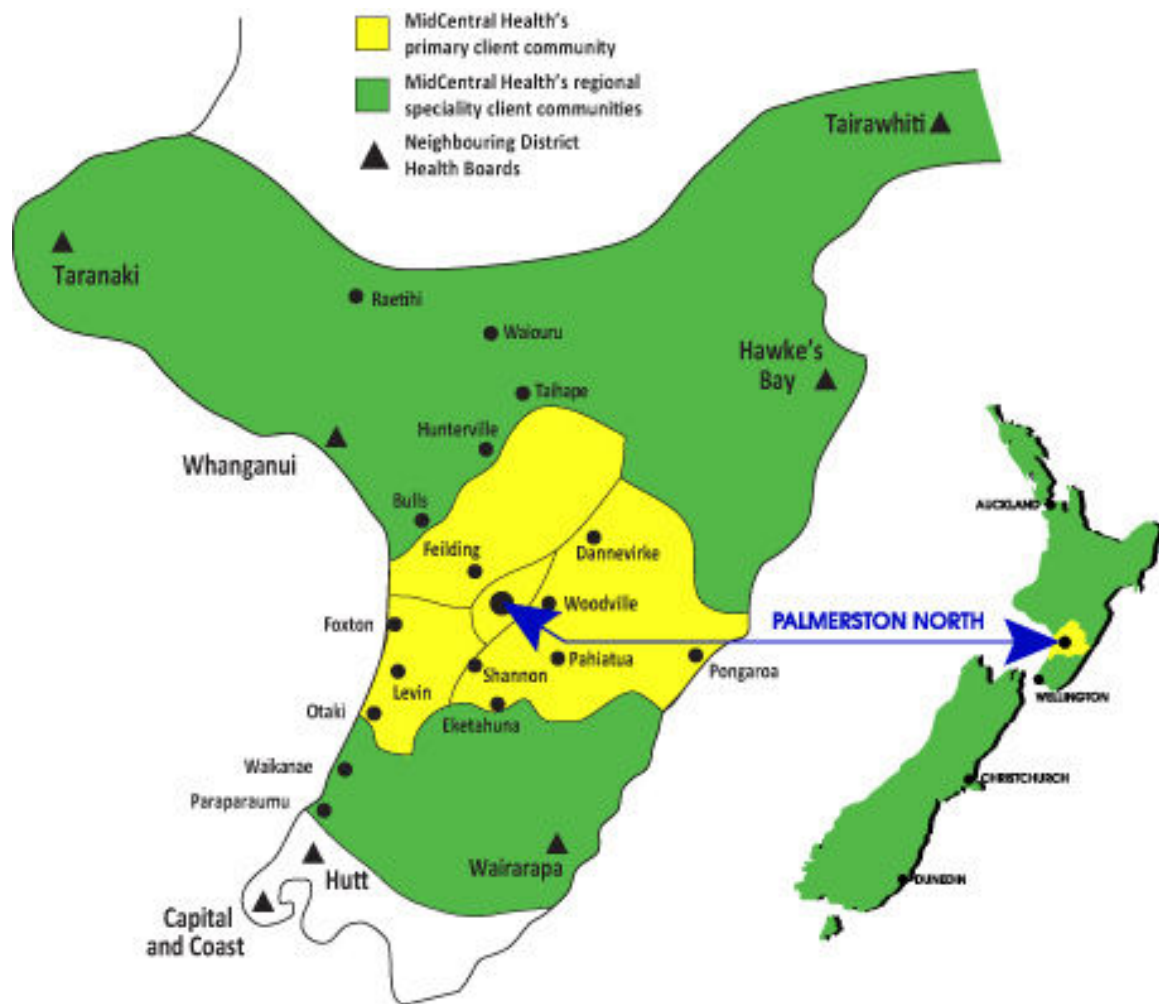 MidCentral Health's
primary client community
MidCentral Health's regional
speciality client communities
Neighbouring District
Health Boards
Tairawhiti
Taranaki
Raetihi
Waiouru
Hawke's
Bay
Taihape
Hunterville
Whanganui
Bulls
Feilding
Dannevirke
AUCKLAND
Woodville
Foxton
PALMERSTON NORTH
Shannon
Pahiatua
Pongaroa
Levin
WELLINGTON
Otaki
Eketahuna
Waikanae
CHRISTCHURCH
Paraparaumu
Wairarapa
Hutt
DUNEDIN
Capital
and Coast